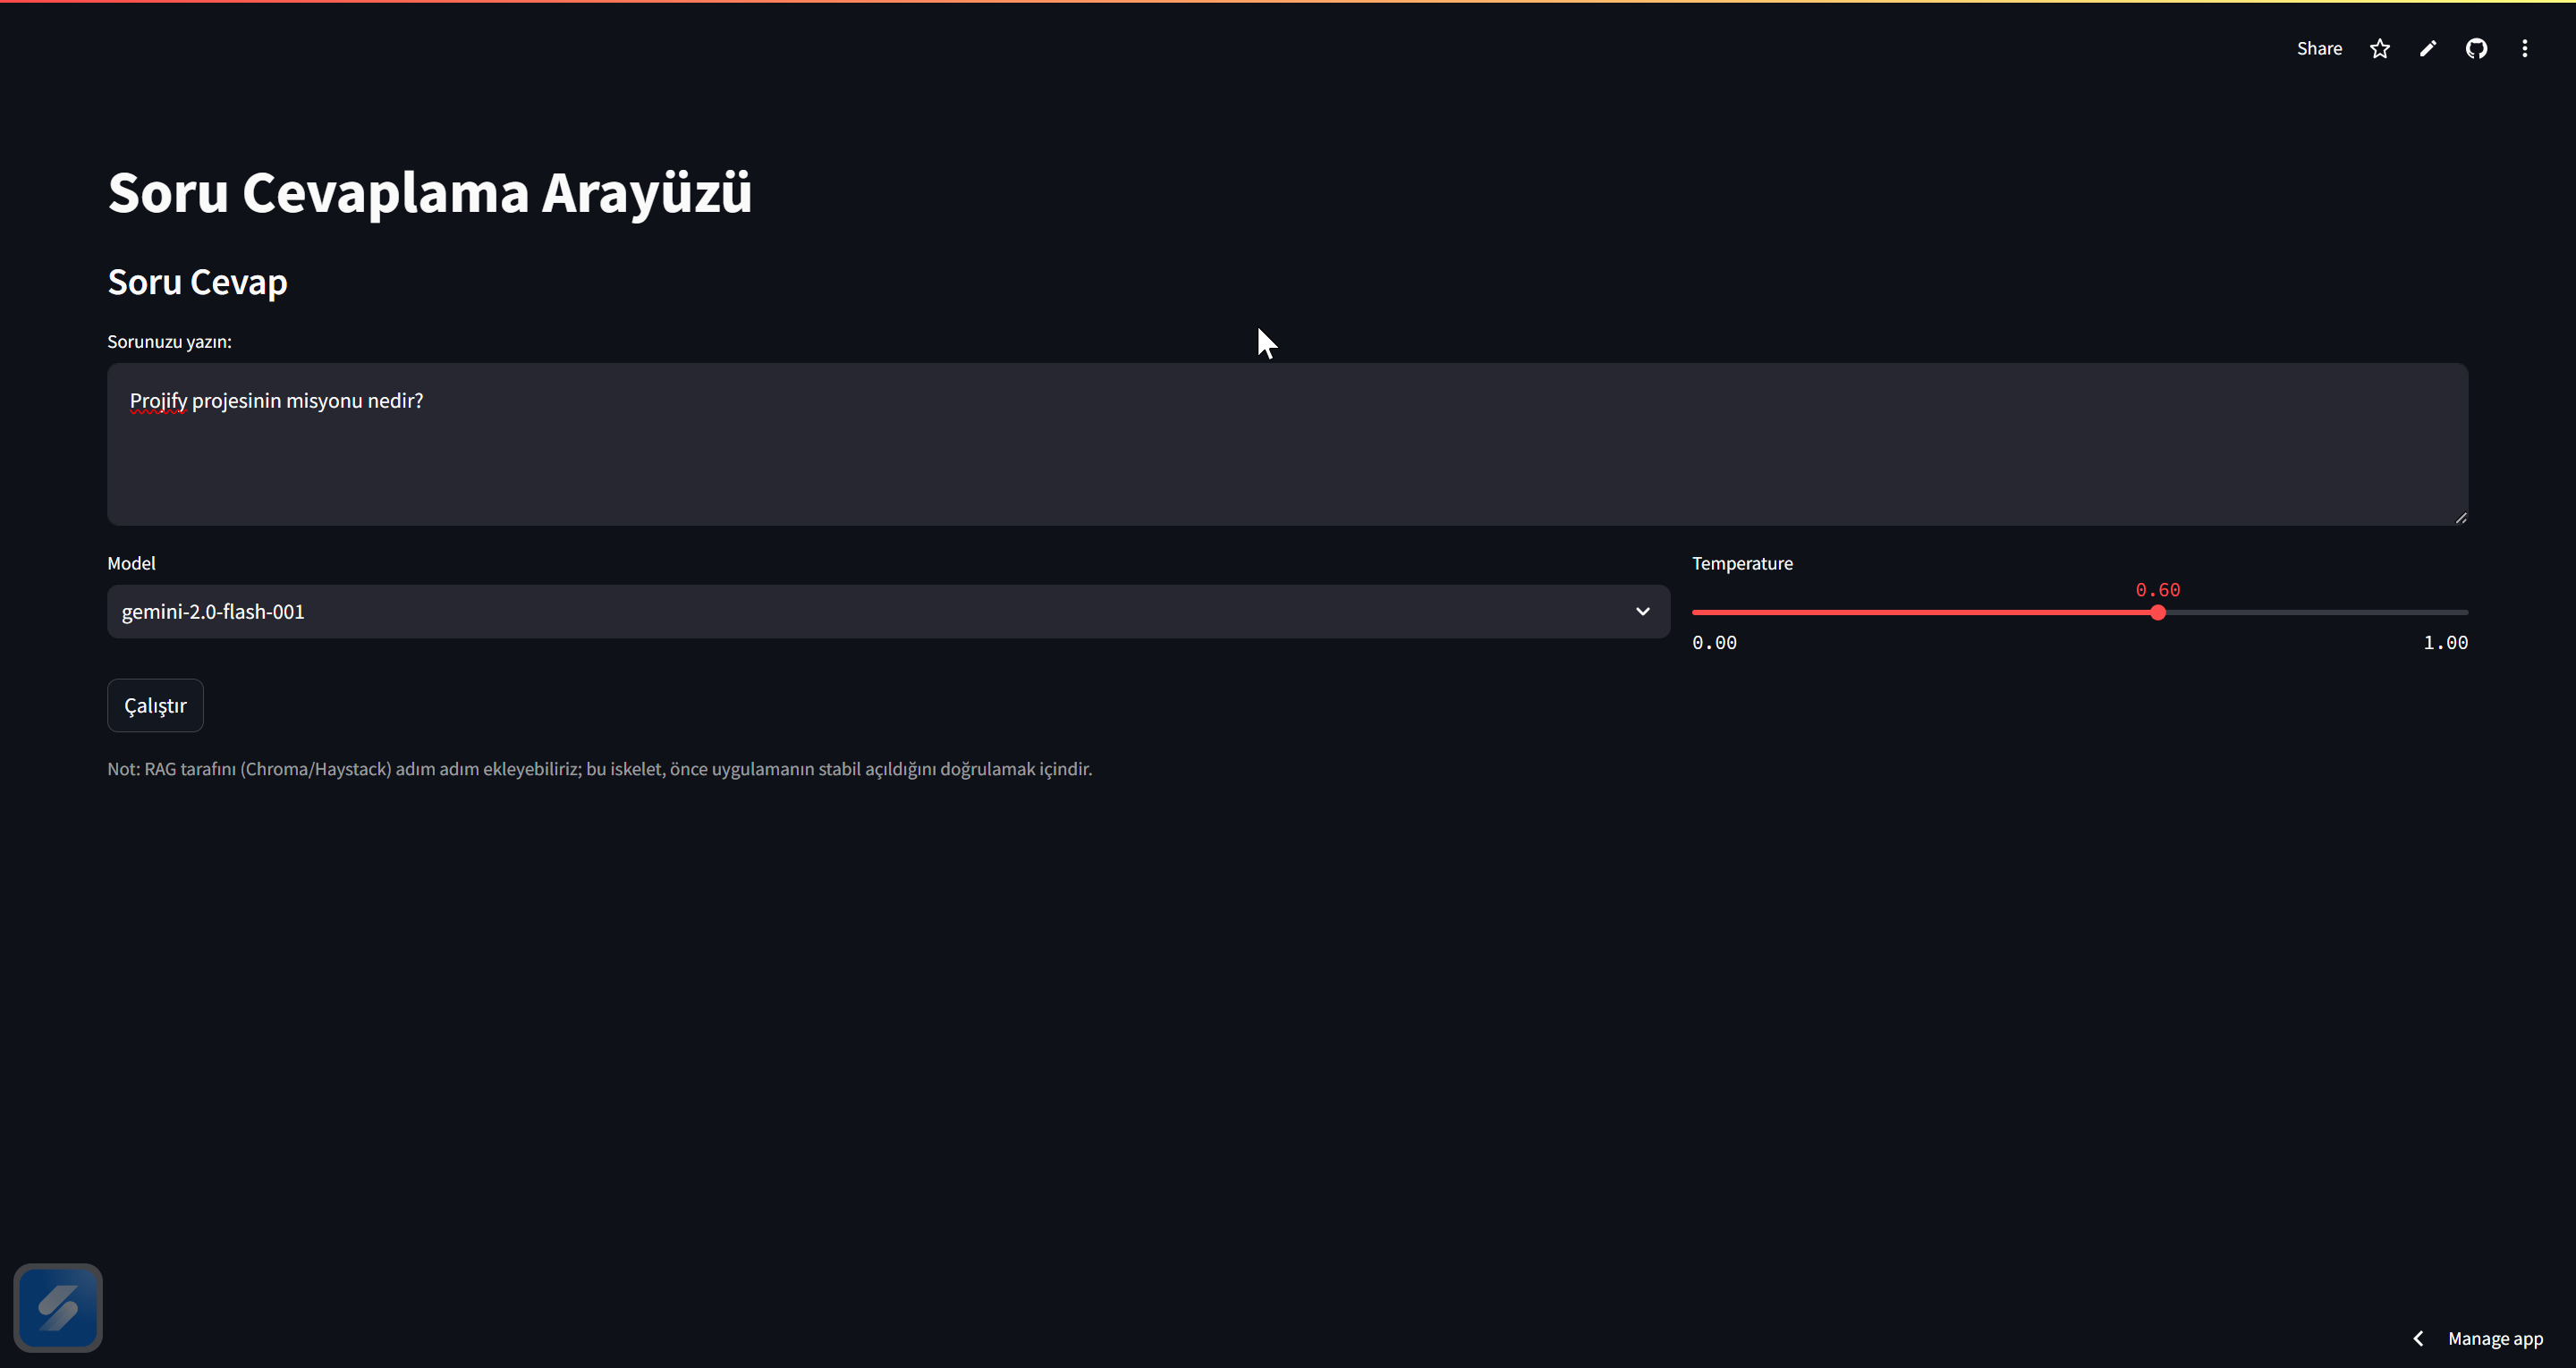 Share
Soru Cevaplama Arayüzü
Soru Cevap
Sorunuzu yazın:
Projify projesinin misyonu nedir?
Model
Temperature
gemini-2.0-flash-001
0.60
0.00
1.00
Çalıştır
Not: RAG tarafını (Chroma/Haystack) adım adım ekleyebiliriz; bu iskelet, önce uygulamanın stabil açıldığını doğrulamak içindir.
Manage app